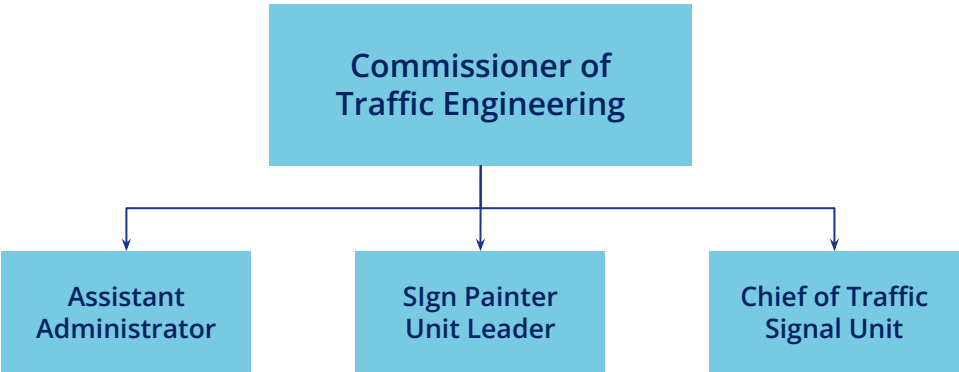 Commissioner of
Traffic Engineering
Assistant
Administrator
SIgn Painter
Unit Leader
Chief of Traffic
Signal Unit